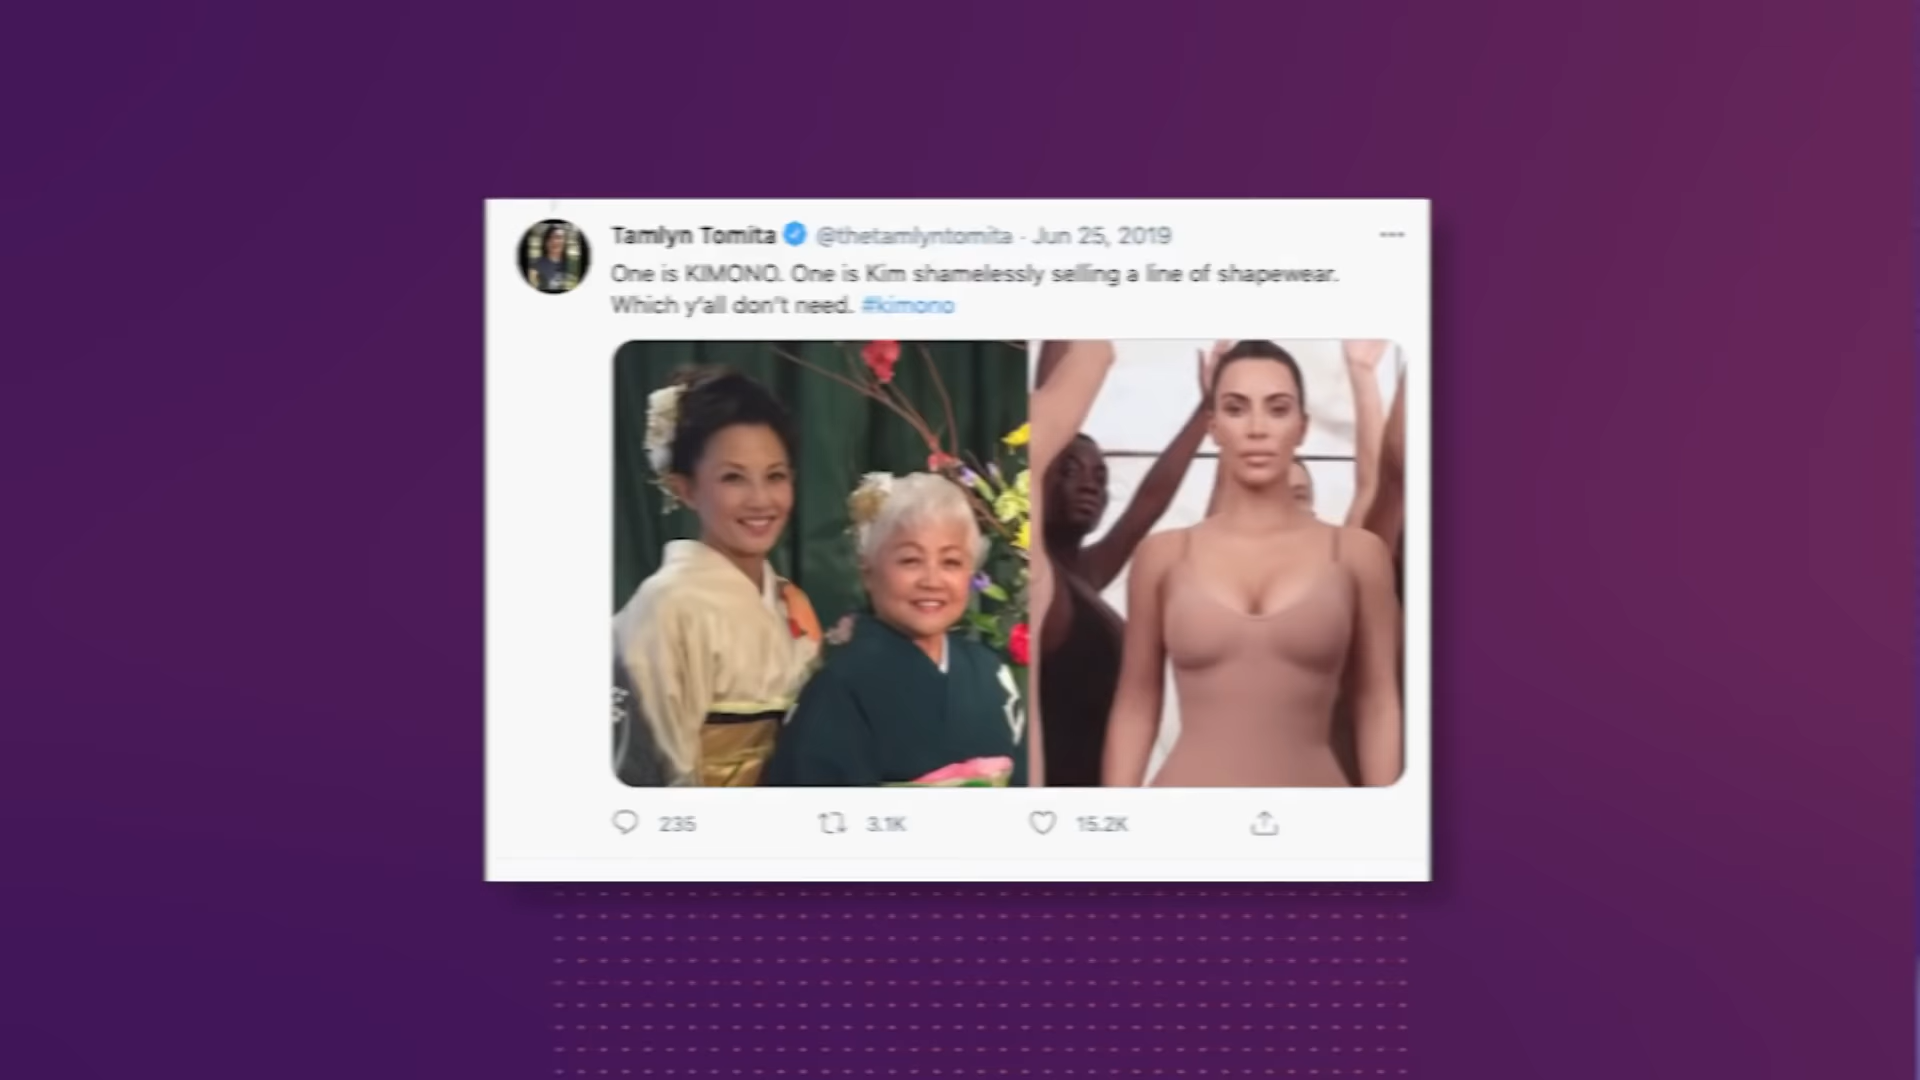 Tamlyn Tomita @thetamlyntomita · Jun 25, 2019
One is KIMONO. One is Kim shamelessly selling a line of shapewear.
Which y'all don't need. #kimono
235 3.1K 15.2K